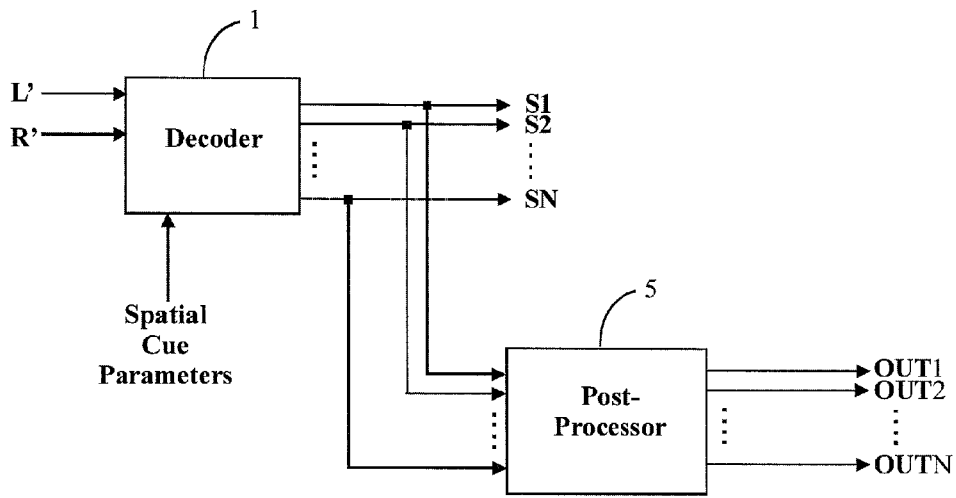 1
L’
R’
Decoder
S1
S2
SN
Spatial
Cue
Parameters
5
Post-
Processor
OUT1
OUT2
OUTN